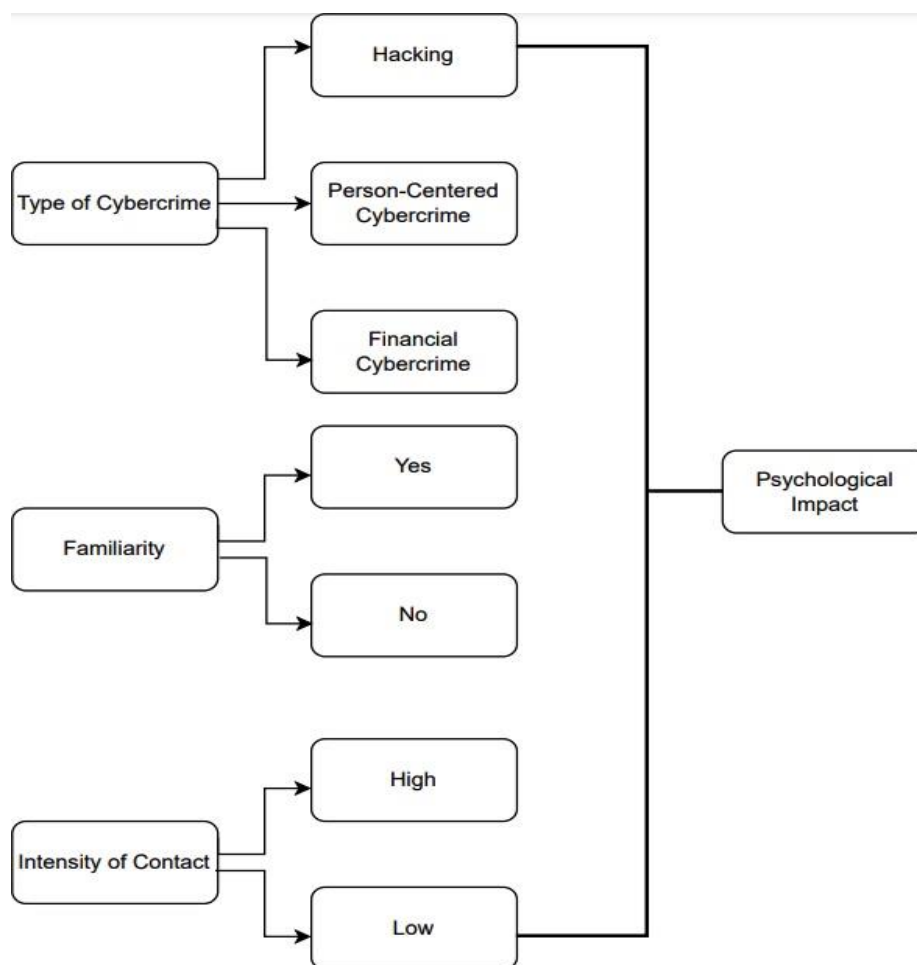 Hacking
Type of Cybercrime
Person-Centered
Cybercrime
Financial
Cybercrime
Yes
Familiarity
No
Psychological
Impact
High
Intensity of Contact
Low